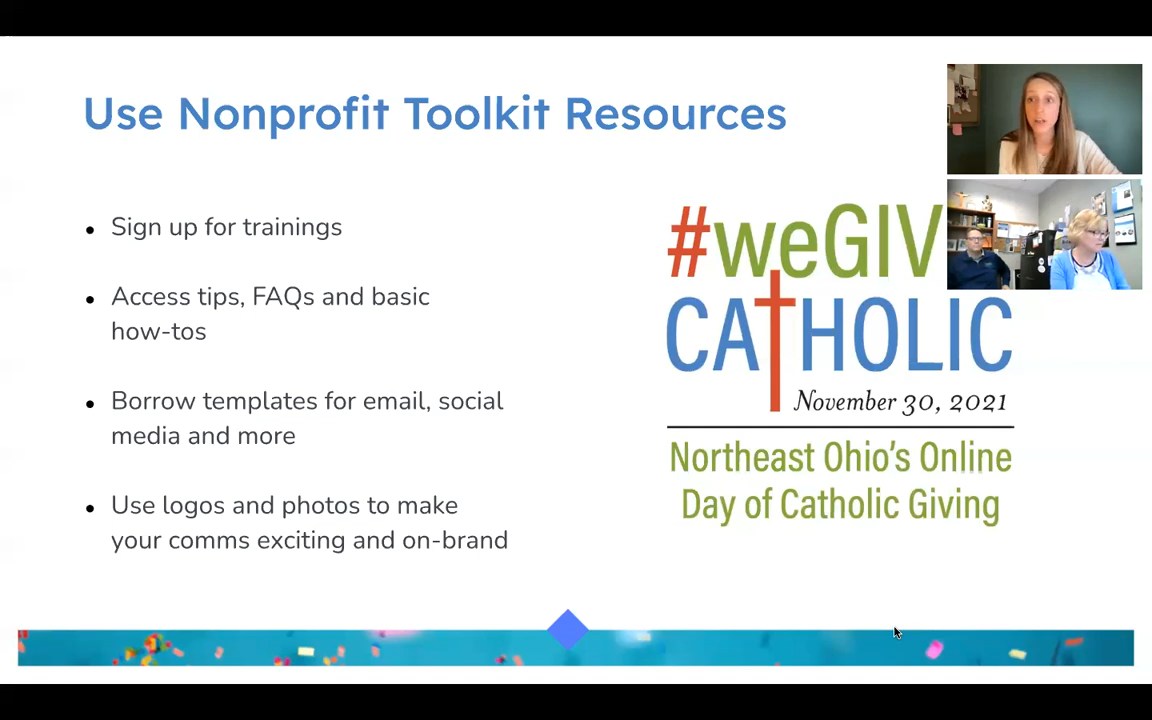 Use Nonprofit Toolkit Resources
• Sign up for trainings
• Access tips, FAQs and basic
how-tos
• Borrow templates for email, social
media and more
• Use logos and photos to make
your comms exciting and on-brand
#weGIV
CATHOLIC
November 30, 2021
Northeast Ohio's Online
Day of Catholic Giving